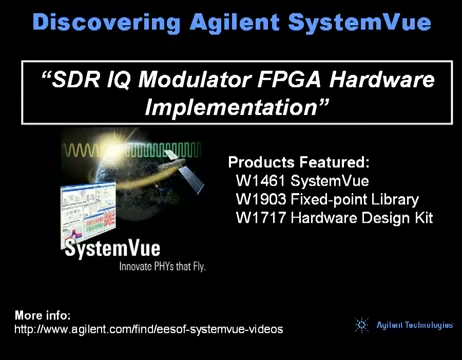 Discovering Agilent SystemVue
“SDR IQ Modulator FPGA Hardware
Implementation”
Products Featured:
W1461 SystemVue
W1903 Fixed-point Library
W1717 Hardware Design Kit
SystemVue
Innovate PHYs that Fly.
More info:
http://www.agilent.com/find/eesof-systemvue-videos
Agilent Technologies